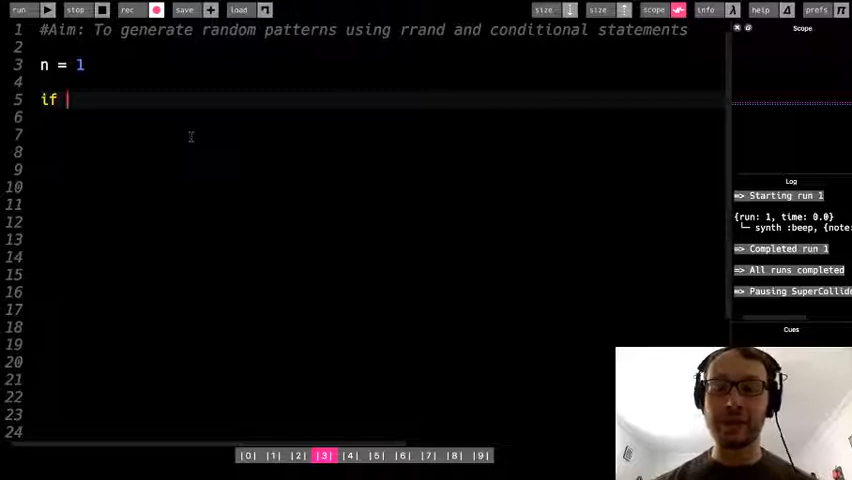 run stop rec save + load size size scope info λ help prefs π
1 #Aim: To generate random patterns using rrand and conditional statements
2
3 n = 1
4
5 if
6
7
8
9
10
11
12
13
14
15
16
17
18
19
20
21
22
23
24
Scope
Log
=> Starting run 1
{run: 1, time: 0.0}
└─ synth :beep, {note:
=> Completed run 1
=> All runs completed
=> Pausing SuperCollide
Cues
|0| |1| |2| |3| |4| |5| |6| |7| |8| |9|